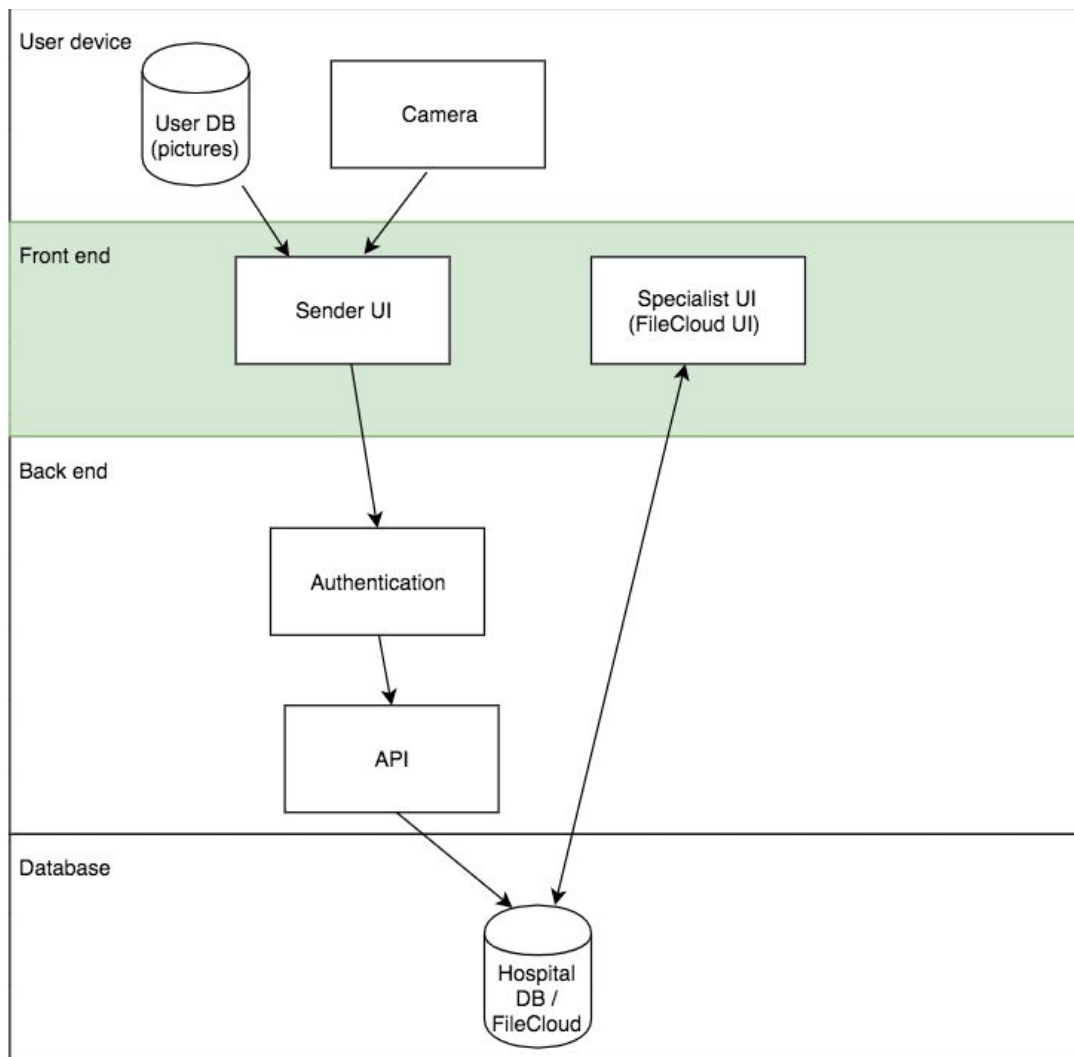 User device
User DB
(pictures)
Camera
Front end
Sender UI
Specialist UI
(FileCloud UI)
Back end
Authentication
API
Database
Hospital
DB /
FileCloud